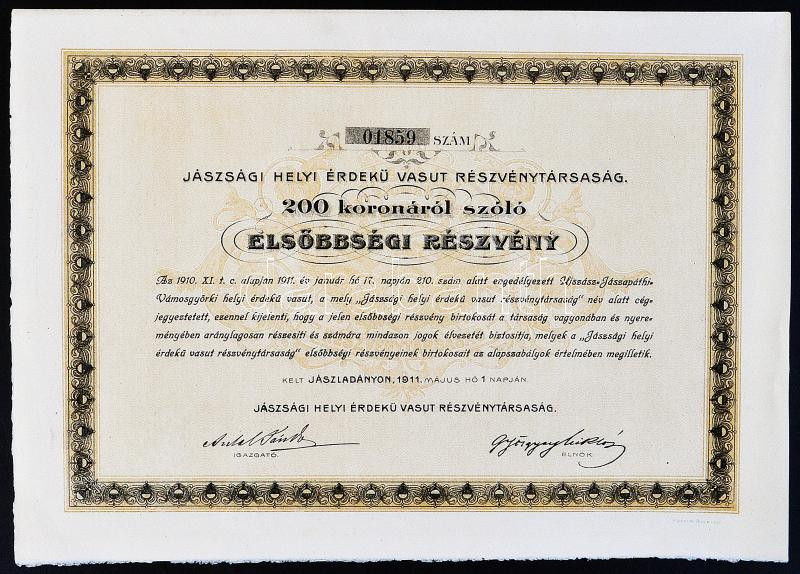 01859 SZÁM
JÁSZSÁGI HELYI ÉRDEKŰ VASUT RÉSZVÉNYTÁRSASÁG.
200 koronáról szóló
ELSŐBBSÉGI RÉSZVÉNY
Az 1910. XI. t. c. alapján 1911. év január hó 17. napján 210. szám alatt engedélyezett Ujszász-Jászapáthi-
Vámosgyörki helyi érdekű vasut, a mely „Jászsági helyi érdekű vasut részvénytársaság" név alatt cég-
jegyeztetett, ezennel kijelenti, hogy a jelen elsőbbségi részvény birtokosát a társaság vagyonában és nyere-
ményében aránylagosan részesíti és számára mindazon jogok élvezetét biztosítja, melyek a „Jászsági helyi
érdekű vasut részvénytársaság" elsőbbségi részvényeinek birtokosait az alapszabályok értelmében megilletik.
KELT JÁSZLADÁNYON, 1911. MÁJUS HÓ 1 NAPJÁN.
JÁSZSÁGI HELYI ÉRDEKŰ VASUT RÉSZVÉNYTÁRSASÁG.
Antal Sándor
IGAZGATÓ.
ELNÖK.